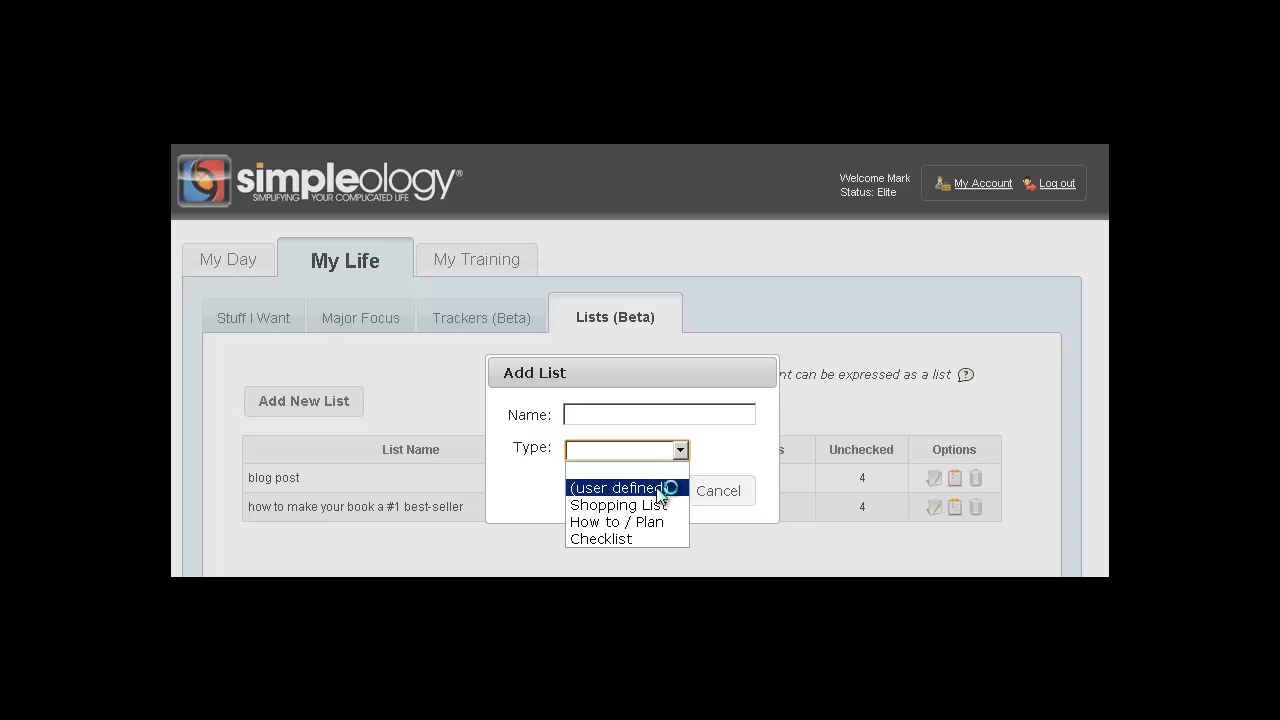 simpleology®
SIMPLIFYING YOUR COMPLICATED LIFE
Welcome Mark
Status: Elite
My Account
Log out
My Day
My Life
My Training
Stuff I Want
Major Focus
Trackers (Beta)
Lists (Beta)
Add List
nt can be expressed as a list ?
Add New List
Name:
Type:
List Name
s
Unchecked
Options
blog post
4
(user defined)
Cancel
Shopping List
how to make your book a #1 best-seller
4
How to / Plan
Checklist